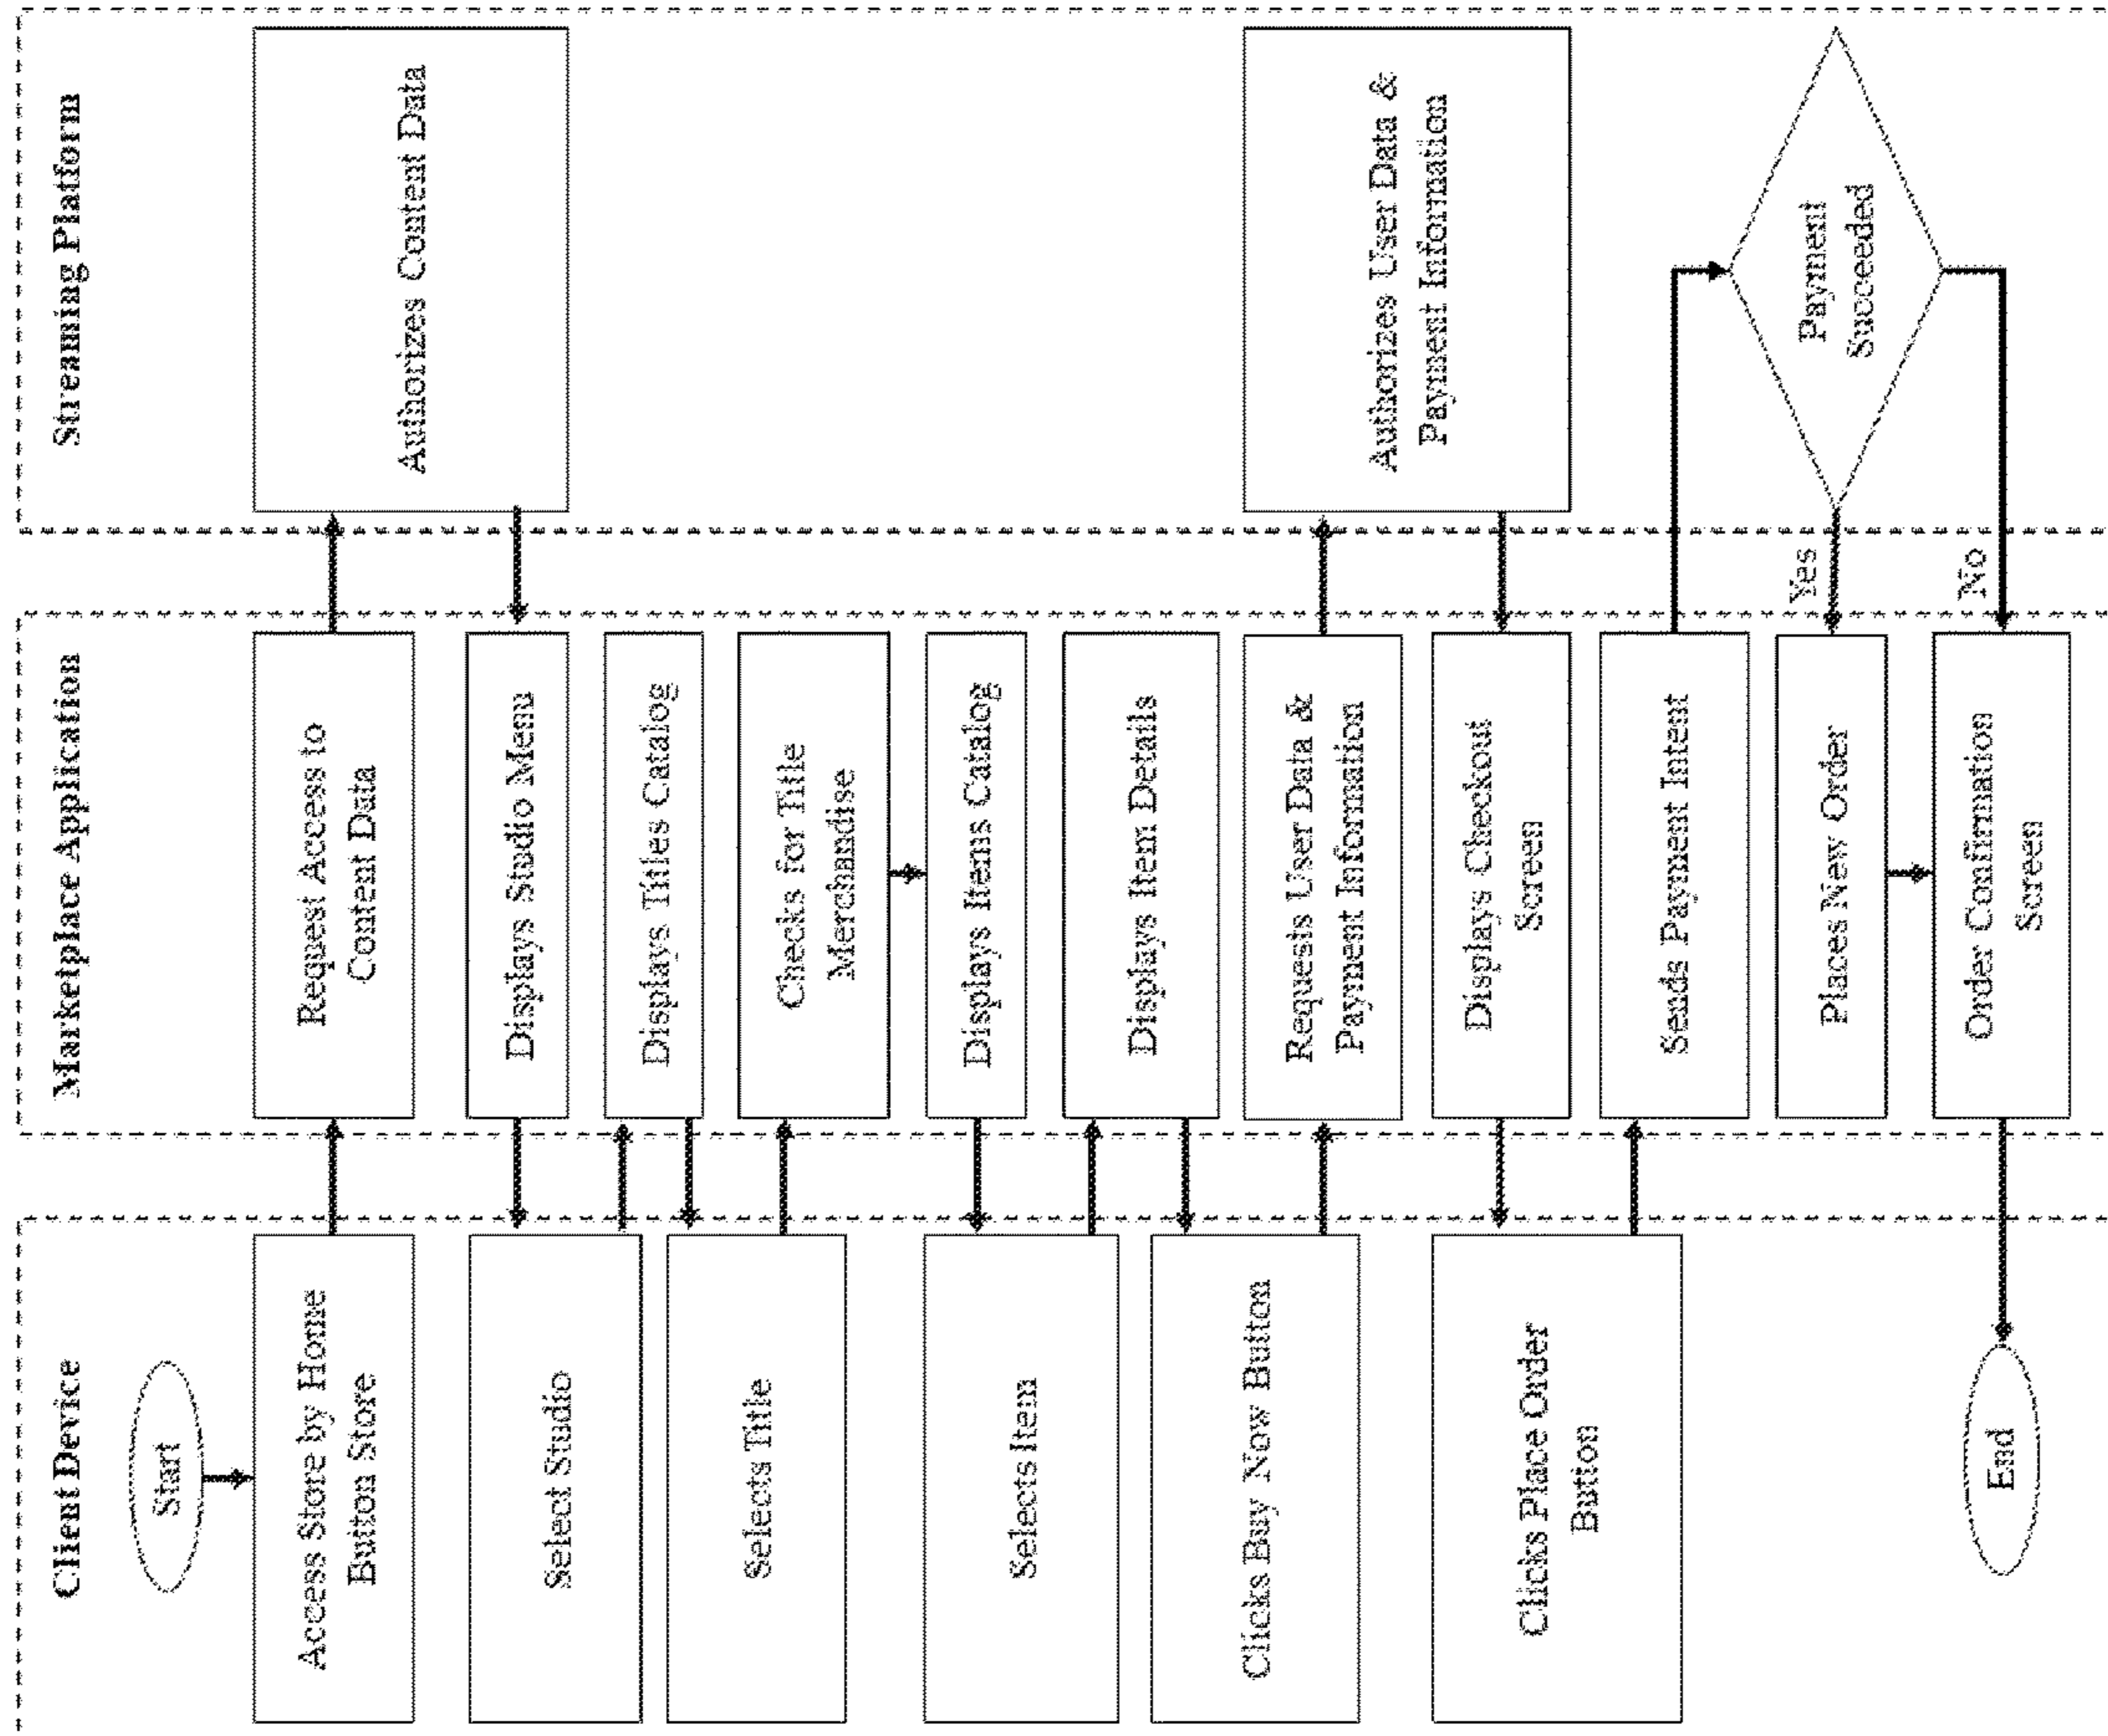 Client Device
Start
Access Store by Home
Button Store
Select Studio
Selects Title
Selects Item
Clicks Buy Now Button
Clicks Place Order
Button
End
Marketplace Application
Request Access to
Content Data
Displays Studio Menu
Displays Titles Catalog
Checks for Title
Merchandise
Displays Items Catalog
Displays Item Details
Requests User Data &
Payment Information
Displays Checkout
Screen
Sends Payment Intent
Places New Order
Order Confirmation
Screen
Yes
No
Streaming Platform
Authorizes Content Data
Authorizes User Data &
Payment Information
Payment
Succeeded